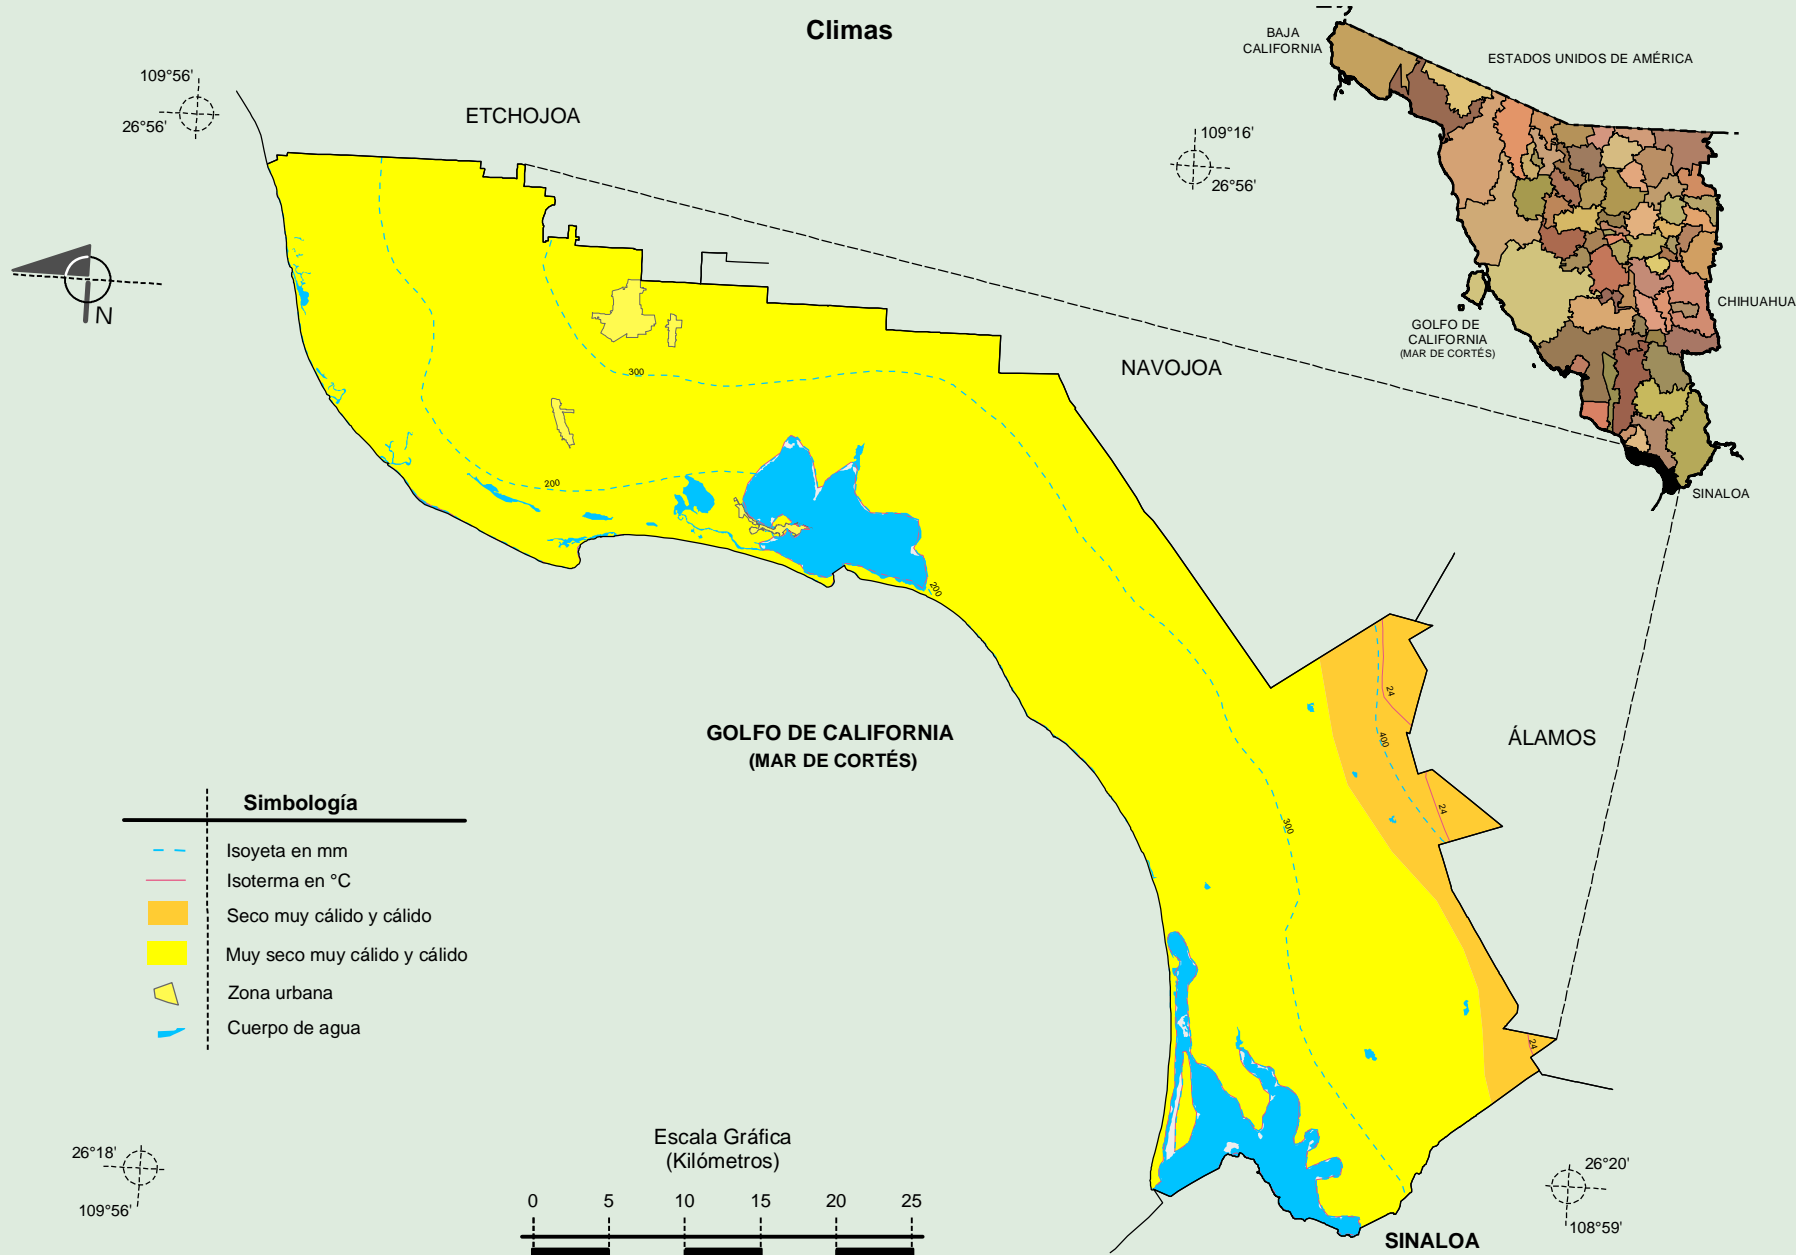 Climas
BAJA
CALIFORNIA
ESTADOS UNIDOS DE AMÉRICA
109°56'
26°56'
ETCHOJOA
109°16'
26°56'
CHIHUAHUA
GOLFO DE
CALIFORNIA
(MAR DE CORTÉS)
N
NAVOJOA
300
200
SINALOA
200
24
GOLFO DE CALIFORNIA
(MAR DE CORTÉS)
400
ÁLAMOS
24
300
Simbología
Isoyeta en mm
Isoterma en °C
Seco muy cálido y cálido
Muy seco muy cálido y cálido
Zona urbana
Cuerpo de agua
24
26°18'
109°56'
Escala Gráfica
(Kilómetros)
0 5 10 15 20 25
26°20'
108°59'
SINALOA